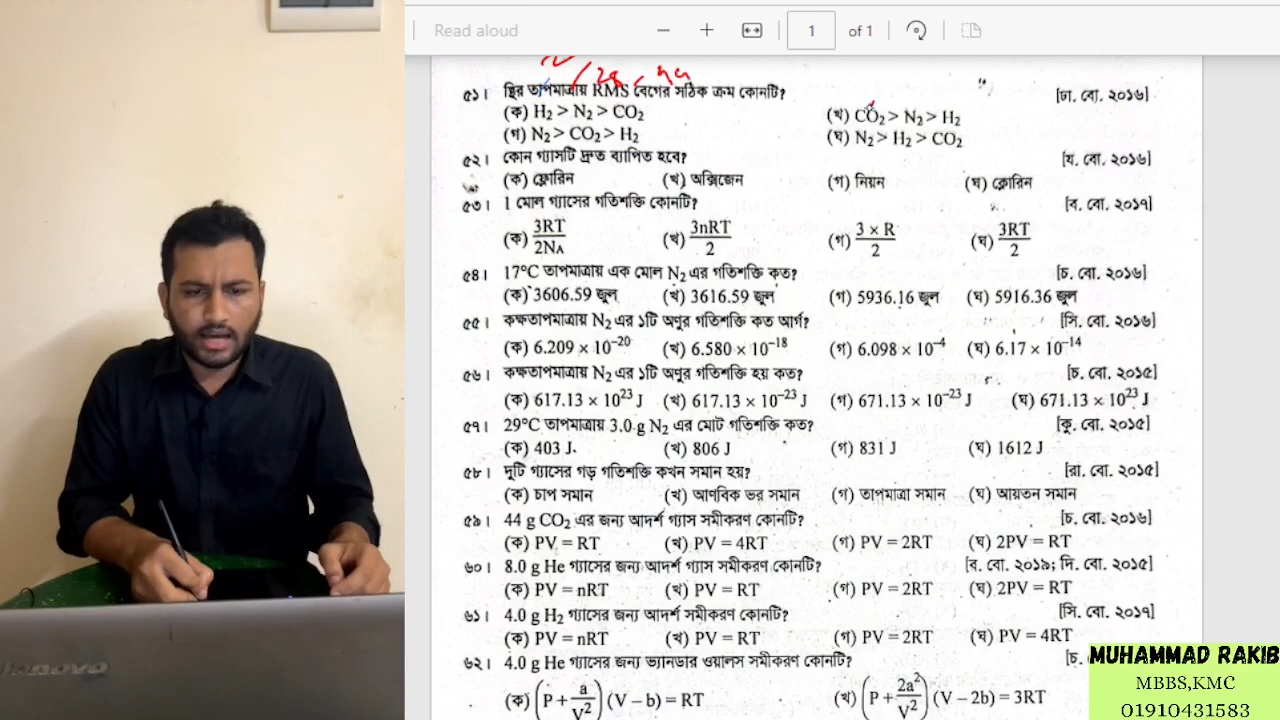 Read aloud
1 of 1
৫১। স্থির তাপমাত্রায় RMS বেগের সঠিক ক্রম কোনটি? [ঢা. বো. ২০১৬]
(ক) H₂ > N₂ > CO₂ (খ) CO₂ > N₂ > H₂
(গ) N₂ > CO₂ > H₂ (ঘ) N₂ > H₂ > CO₂
৫২। কোন গ্যাসটি দ্রুত ব্যাপিত হবে? [য. বো. ২০১৬]
(ক) ফ্লোরিন (খ) অক্সিজেন (গ) নিয়ন (ঘ) ক্লোরিন
৫৩। 1 মোল গ্যাসের গতিশক্তি কোনটি? [ব. বো. ২০১৭]
(ক) 3RT/2Nᴀ (খ) 3nRT/2 (গ) 3 × R/2 (ঘ) 3RT/2
৫৪। 17°C তাপমাত্রায় এক মোল N₂ এর গতিশক্তি কত? [চ. বো. ২০১৬]
(ক) 3606.59 জুল (খ) 3616.59 জুল (গ) 5936.16 জুল (ঘ) 5916.36 জুল
৫৫। কক্ষতাপমাত্রায় N₂ এর ১টি অণুর গতিশক্তি কত আর্গ? [সি. বো. ২০১৬]
(ক) 6.209 × 10⁻²⁰ (খ) 6.580 × 10⁻¹⁸ (গ) 6.098 × 10⁻⁴ (ঘ) 6.17 × 10⁻¹⁴
৫৬। কক্ষতাপমাত্রায় N₂ এর ১টি অণুর গতিশক্তি হয় কত? [চ. বো. ২০১৫]
(ক) 617.13 × 10²³ J (খ) 617.13 × 10⁻²³ J (গ) 671.13 × 10⁻²³ J (ঘ) 671.13 × 10²³ J
৫৭। 29°C তাপমাত্রায় 3.0 g N₂ এর মোট গতিশক্তি কত? [কু. বো. ২০১৫]
(ক) 403 J (খ) 806 J (গ) 831 J (ঘ) 1612 J
৫৮। দুটি গ্যাসের গড় গতিশক্তি কখন সমান হয়? [রা. বো. ২০১৫]
(ক) চাপ সমান (খ) আণবিক ভর সমান (গ) তাপমাত্রা সমান (ঘ) আয়তন সমান
৫৯। 44 g CO₂ এর জন্য আদর্শ গ্যাস সমীকরণ কোনটি? [চ. বো. ২০১৬]
(ক) PV = RT (খ) PV = 4RT (গ) PV = 2RT (ঘ) 2PV = RT
৬০। 8.0 g He গ্যাসের জন্য আদর্শ গ্যাস সমীকরণ কোনটি? [ব. বো. ২০১৯; দি. বো. ২০১৫]
(ক) PV = nRT (খ) PV = RT (গ) PV = 2RT (ঘ) 2PV = RT
৬১। 4.0 g H₂ গ্যাসের জন্য আদর্শ সমীকরণ কোনটি? [সি. বো. ২০১৭]
(ক) PV = nRT (খ) PV = RT (গ) PV = 2RT (ঘ) PV = 4RT
৬২। 4.0 g He গ্যাসের জন্য ভ্যানডার ওয়ালস সমীকরণ কোনটি? [চ.
(ক) (P + a/V²) (V – b) = RT (খ) (P + 2a²/V²) (V – 2b) = 3RT
lenovo
MUHAMMAD RAKIB
MBBS,KMC
01910431583